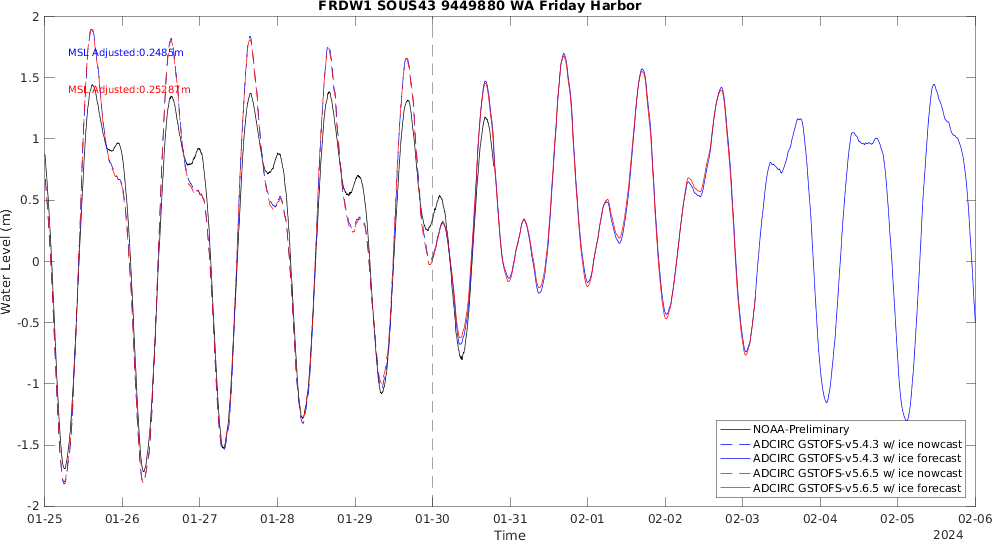 FRDW1 SOUS43 9449880 WA Friday Harbor
MSL Adjusted:0.2485m
MSL Adjusted:0.25287m
Water Level (m)
2
1.5
1
0.5
0
-0.5
-1
-1.5
-2
NOAA-Preliminary
ADCIRC GSTOFS-v5.4.3 w/ ice nowcast
ADCIRC GSTOFS-v5.4.3 w/ ice forecast
ADCIRC GSTOFS-v5.6.5 w/ ice nowcast
ADCIRC GSTOFS-v5.6.5 w/ ice forecast
01-25 01-26 01-27 01-28 01-29 01-30 01-31 02-01 02-02 02-03 02-04 02-05 02-06
Time
2024